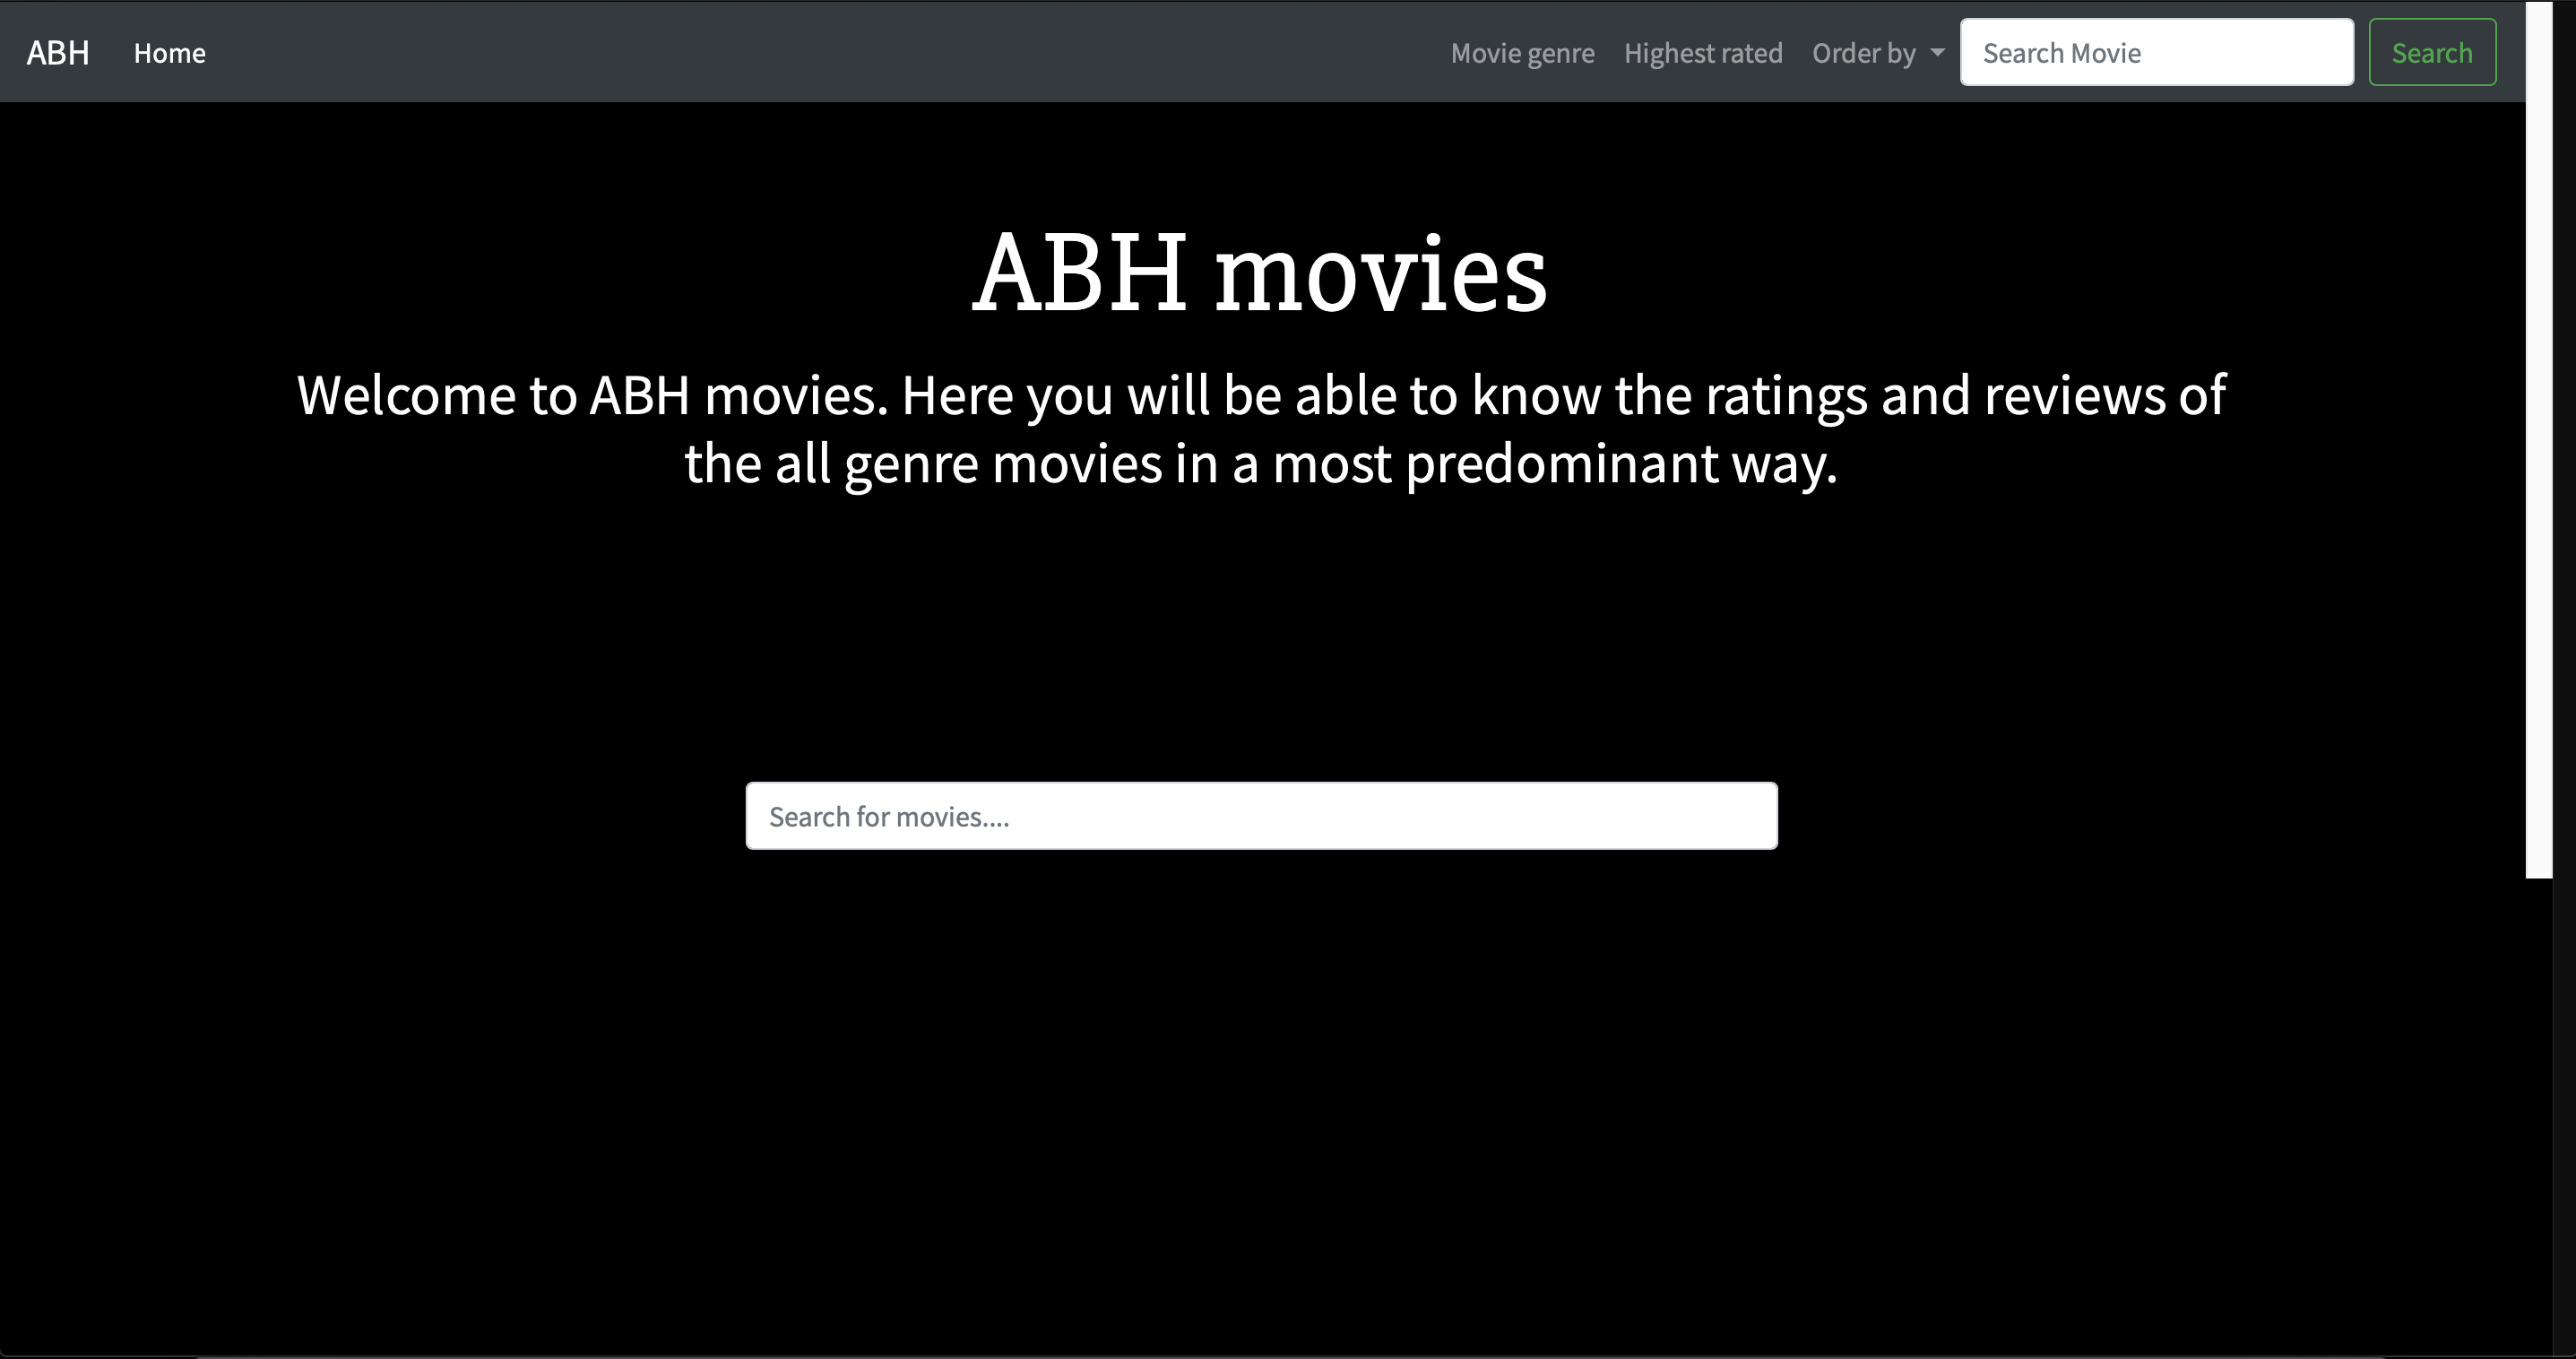 ABH Home Movie genre Highest rated Order by Search Movie Search
ABH movies
Welcome to ABH movies. Here you will be able to know the ratings and reviews of
the all genre movies in a most predominant way.
Search for movies....